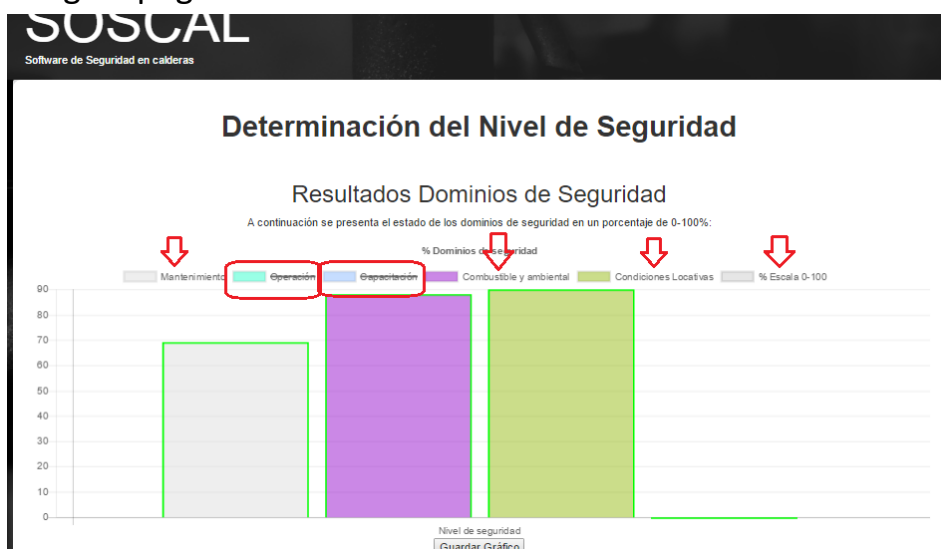 SOSCAL
Software de Seguridad en calderas
Determinación del Nivel de Seguridad
Resultados Dominios de Seguridad
A continuación se presenta el estado de los dominios de seguridad en un porcentaje de 0-100%:
% Dominios de seguridad
Mantenimiento Operación Capacitación Combustible y ambiental Condiciones Locativas % Escala 0-100
90
80
70
60
50
40
30
20
10
0
Nivel de seguridad
Guardar Gráfico